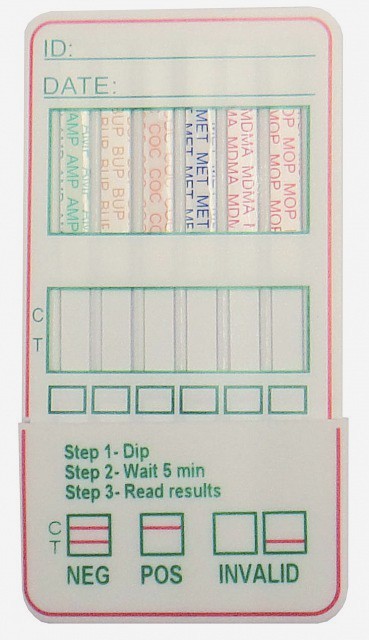 ID:
DATE:
AMP AMP AMP BUP BUP BUP COC COC COC MET MET MET MDMA MDMA MDMA MOP MOP MOP
C
T
Step 1- Dip
Step 2- Wait 5 min
Step 3- Read results
C
T
NEG POS INVALID